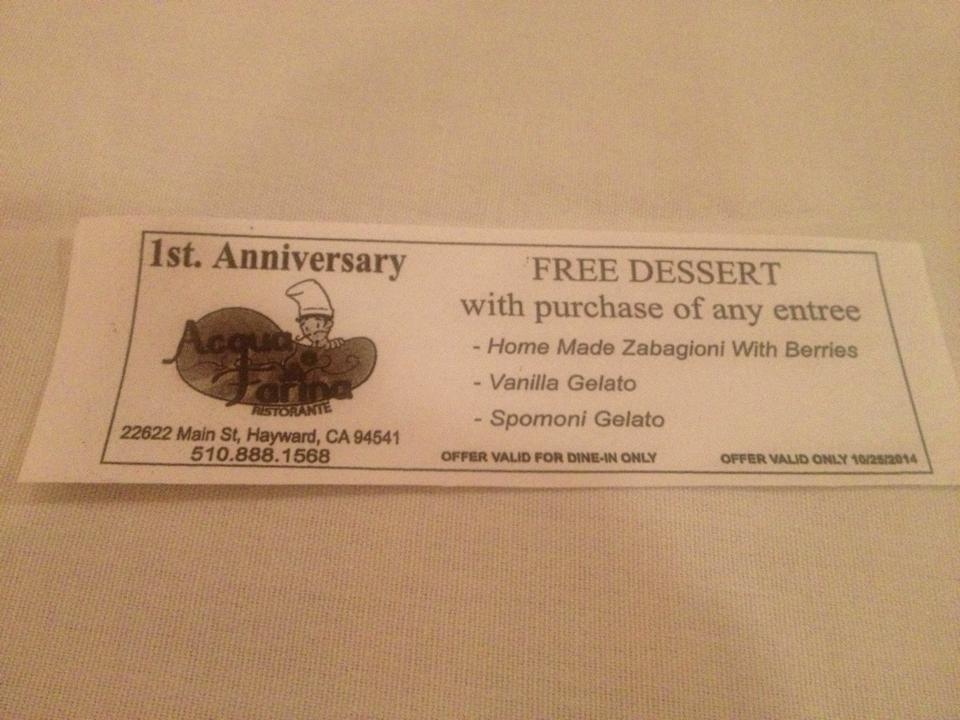 1st. Anniversary
Acqua e
Farina
RISTORANTE
22622 Main St, Hayward, CA 94541
510.888.1568
FREE DESSERT
with purchase of any entree
- Home Made Zabagioni With Berries
- Vanilla Gelato
- Spomoni Gelato
OFFER VALID FOR DINE-IN ONLY
OFFER VALID ONLY 10/25/2014